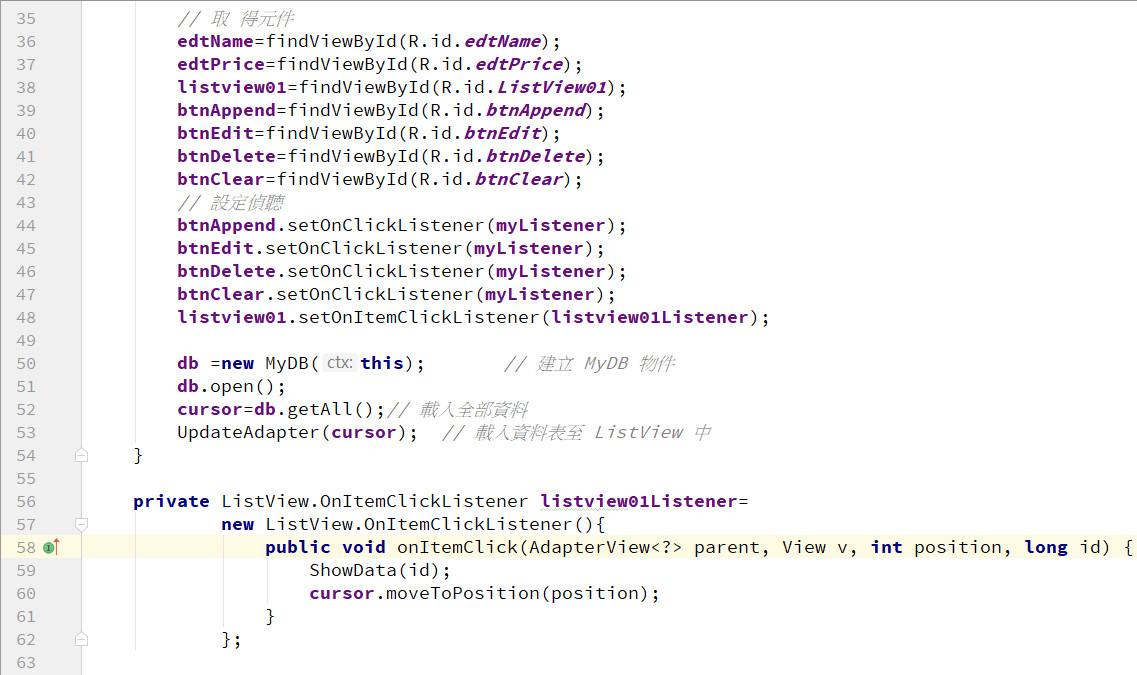 35 // 取 得元件
36 edtName=findViewById(R.id.edtName);
37 edtPrice=findViewById(R.id.edtPrice);
38 listview01=findViewById(R.id.ListView01);
39 btnAppend=findViewById(R.id.btnAppend);
40 btnEdit=findViewById(R.id.btnEdit);
41 btnDelete=findViewById(R.id.btnDelete);
42 btnClear=findViewById(R.id.btnClear);
43 // 設定偵聽
44 btnAppend.setOnClickListener(myListener);
45 btnEdit.setOnClickListener(myListener);
46 btnDelete.setOnClickListener(myListener);
47 btnClear.setOnClickListener(myListener);
48 listview01.setOnItemClickListener(listview01Listener);
49
50 db =new MyDB( ctx: this); // 建立 MyDB 物件
51 db.open();
52 cursor=db.getAll();// 載入全部資料
53 UpdateAdapter(cursor); // 載入資料表至 ListView 中
54 }
55
56 private ListView.OnItemClickListener listview01Listener=
57 new ListView.OnItemClickListener(){
58 public void onItemClick(AdapterView<?> parent, View v, int position, long id) {
59 ShowData(id);
60 cursor.moveToPosition(position);
61 }
62 };
63